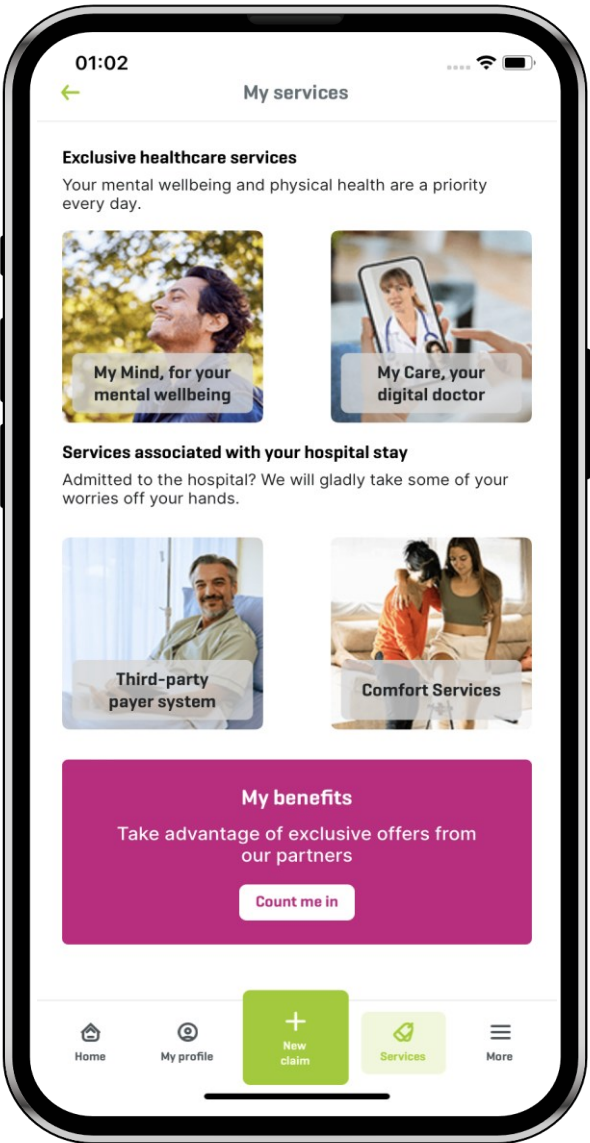 01:02
My services
Exclusive healthcare services
Your mental wellbeing and physical health are a priority
every day.
My Mind, for your
mental wellbeing
My Care, your
digital doctor
Services associated with your hospital stay
Admitted to the hospital? We will gladly take some of your
worries off your hands.
Third-party
payer system
Comfort Services
My benefits
Take advantage of exclusive offers from
our partners
Count me in
Home
My profile
New
claim
Services
More